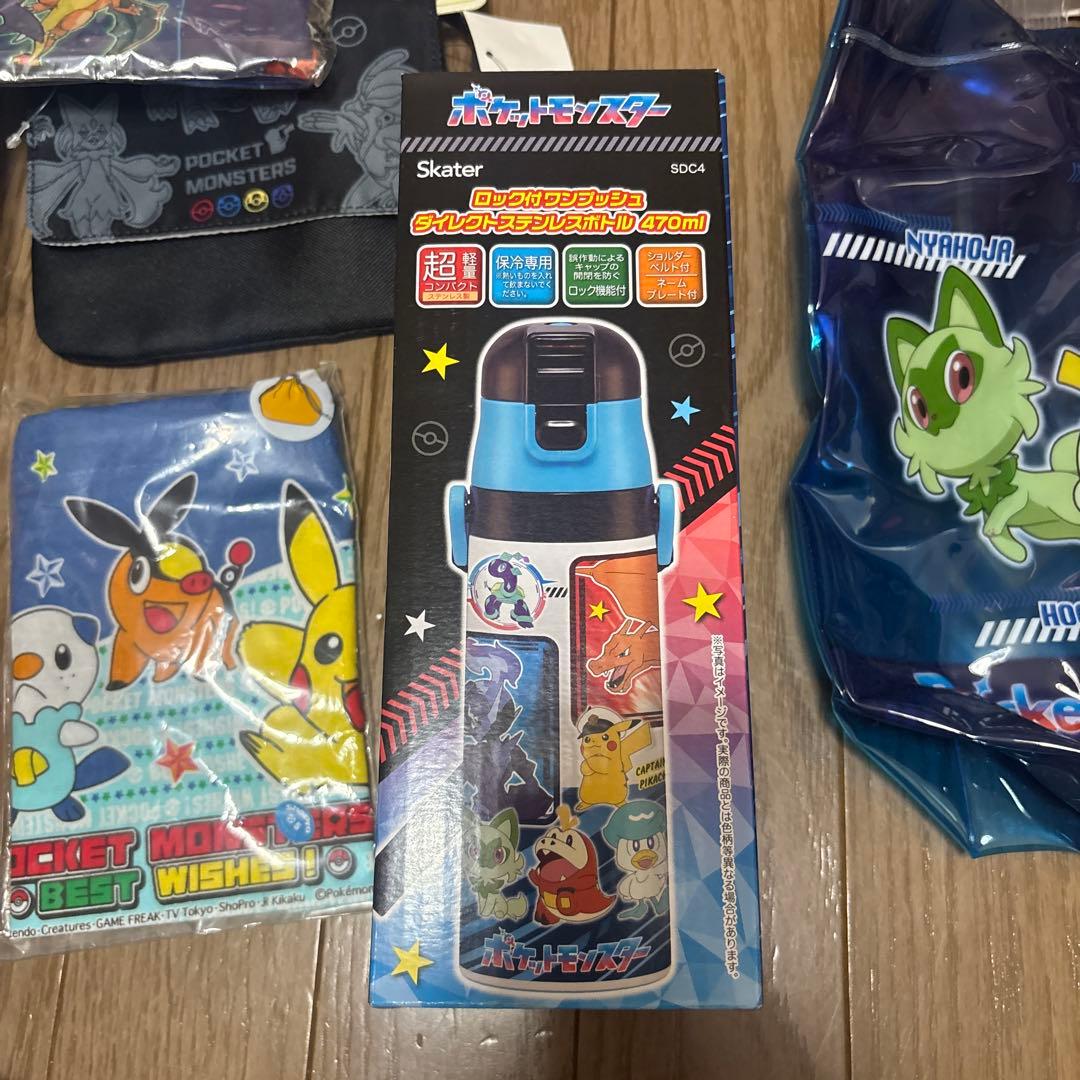 POCKET
MONSTERS
ポケットモンスター
Skater
SDC4
ロック付ワンプッシュ
ダイレクトステンレスボトル 470ml
超軽量
コンパクト
ステンレス製
保冷専用
※熱いものを入れ
て飲まないでく
ださい。
誤作動による
キャップの
開閉を防ぐ
ロック機能付
ショルダー
ベルト付
ネーム
プレート付
CAPTAIN
PIKACH
ポケットモンスター
※写真はイメージです。実際の商品とは色柄等異なる場合があります。
OCKET MONSTERS
BEST WISHES!
©Pokémon
endo・Creatures・GAME FREAK・TV Tokyo・ShoPro・JR Kikaku
NYAHOJA
HOG